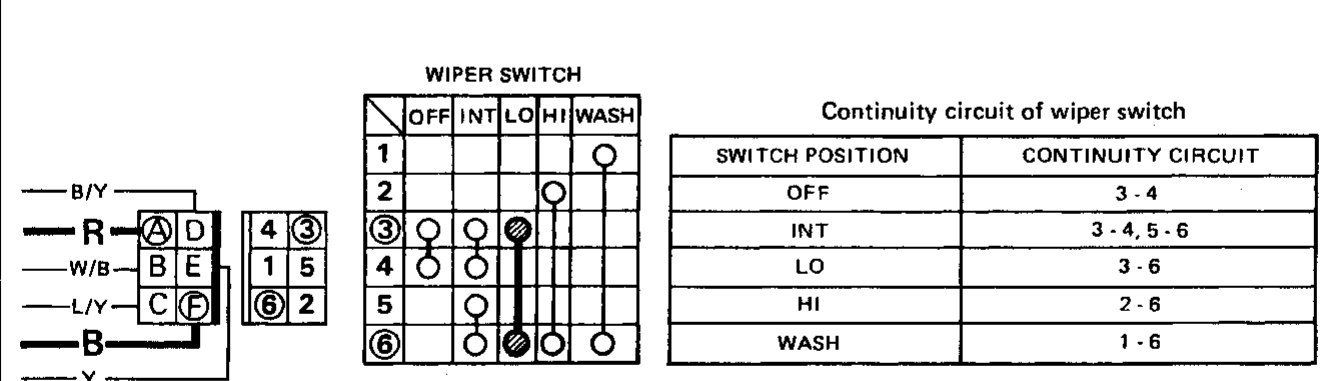 WIPER SWITCH
OFF INT LO HI WASH
1
2
3
4
5
6
B/Y
R
W/B
L/Y
B
Y
A D
B E
C F
4 3
1 5
6 2
Continuity circuit of wiper switch
SWITCH POSITION CONTINUITY CIRCUIT
OFF 3 - 4
INT 3 - 4, 5 - 6
LO 3 - 6
HI 2 - 6
WASH 1 - 6